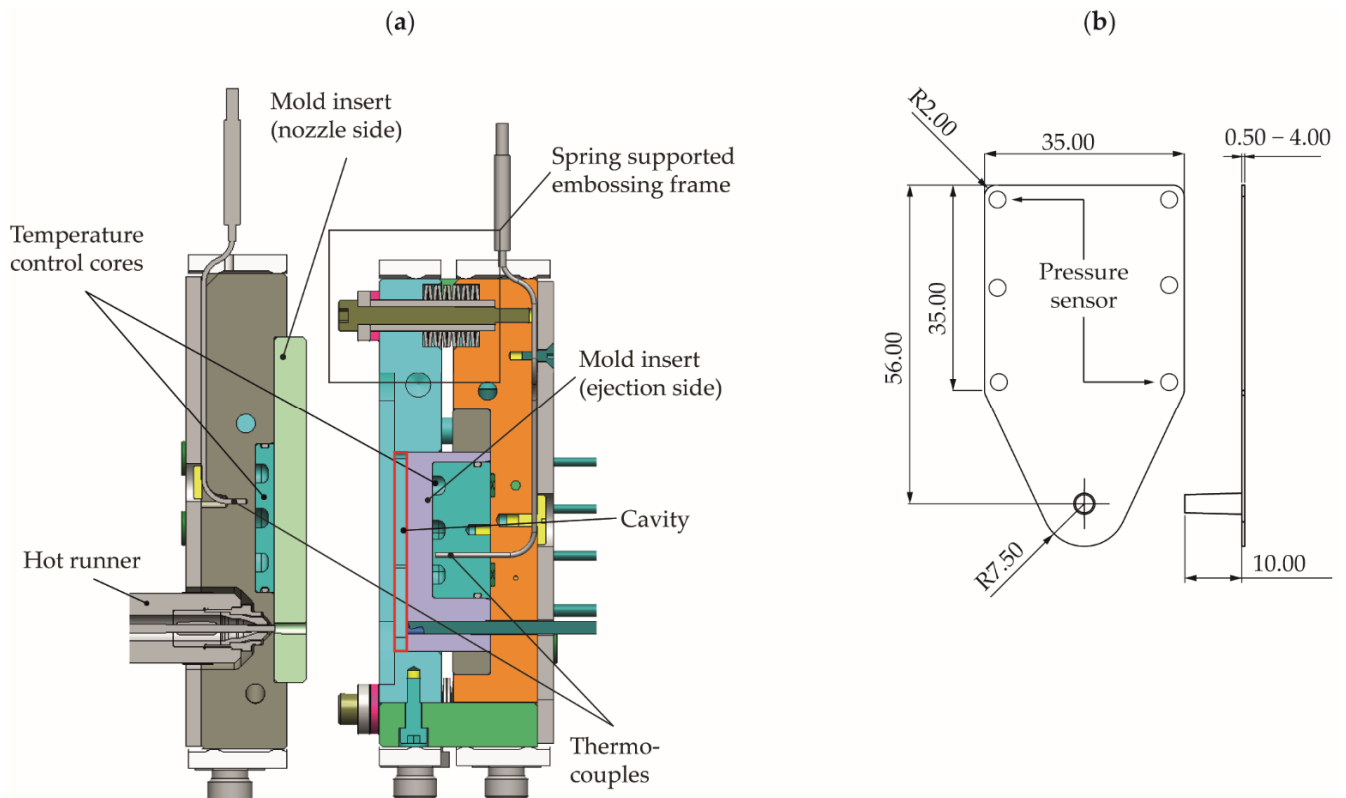 (a)
Mold insert
(nozzle side)
Spring supported
embossing frame
Temperature
control cores
Mold insert
(ejection side)
Cavity
Hot runner
Thermo-
couples
(b)
R2.00
35.00
0.50 – 4.00
56.00
35.00
Pressure
sensor
R7.50
10.00